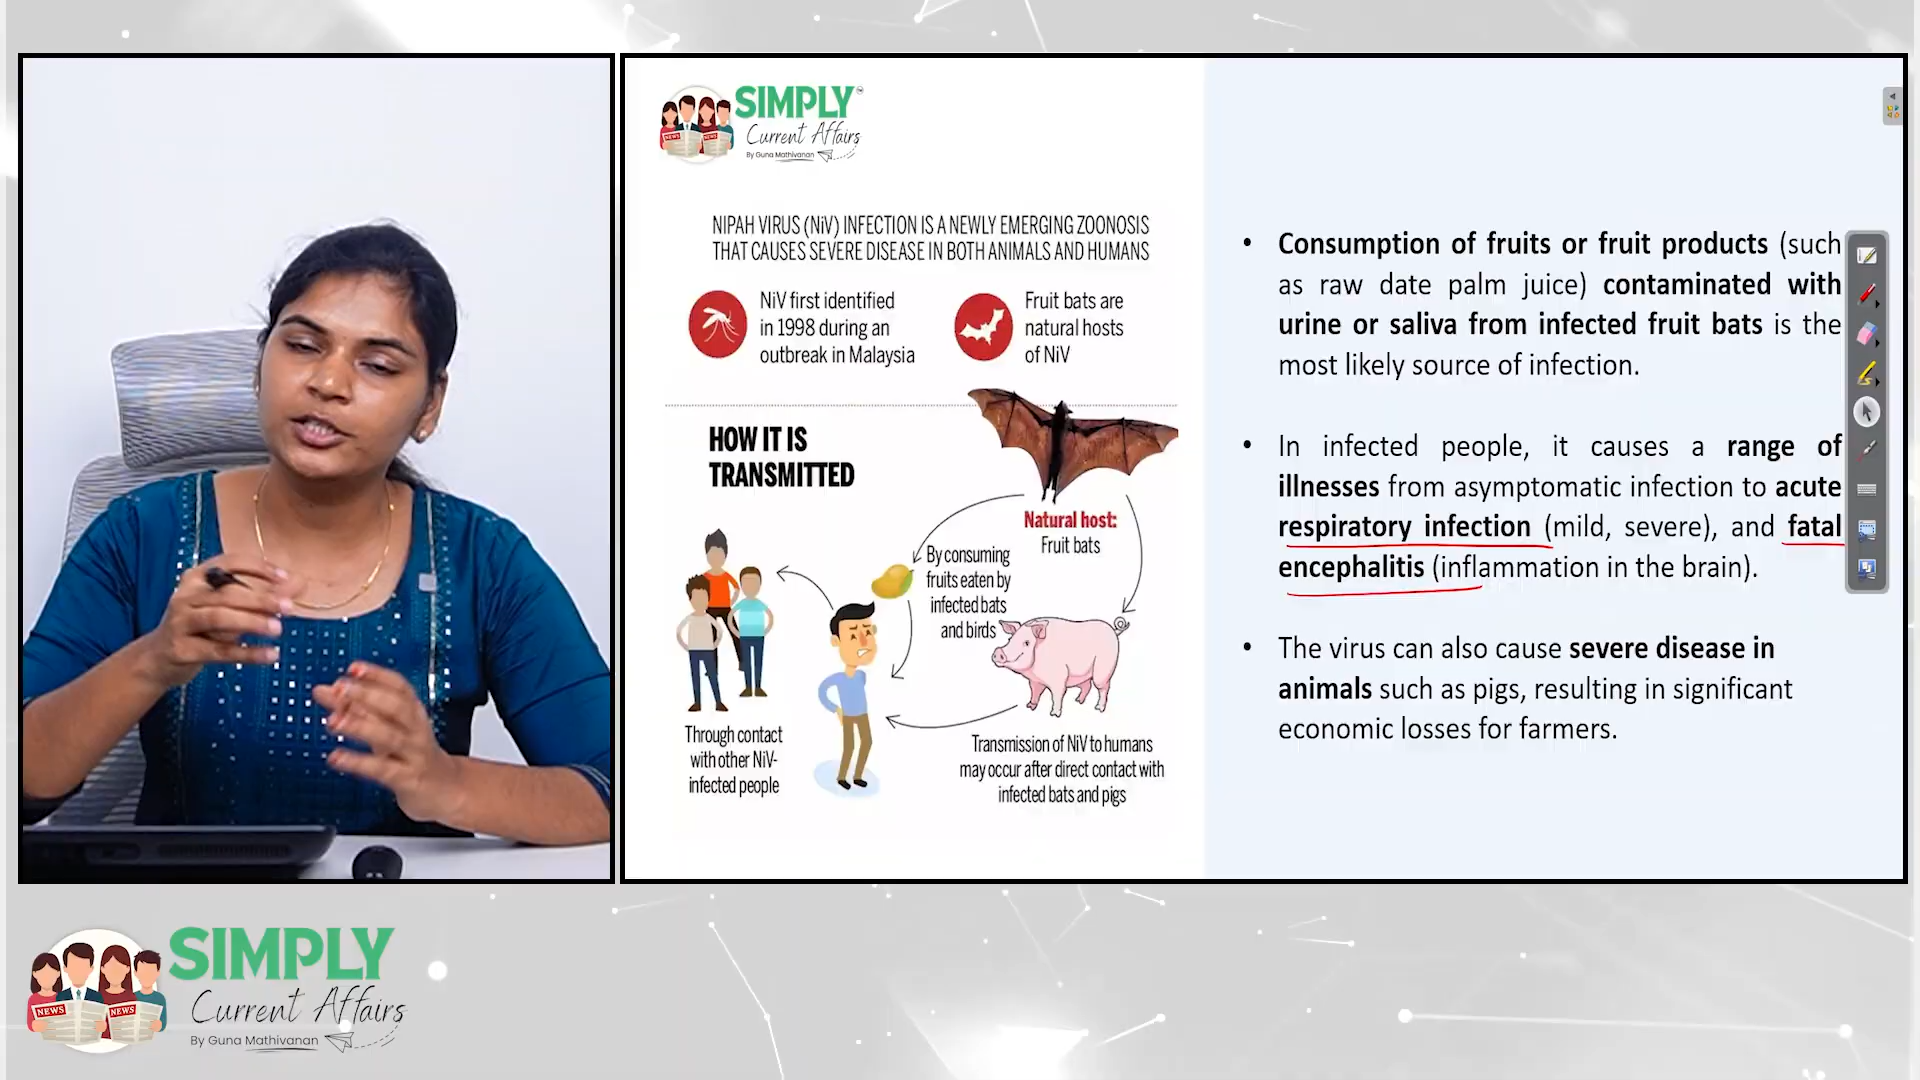 SIMPLY
Current Affairs
By Guna Mathivanan
NIPAH VIRUS (NiV) INFECTION IS A NEWLY EMERGING ZOONOSIS
THAT CAUSES SEVERE DISEASE IN BOTH ANIMALS AND HUMANS
NiV first identified
in 1998 during an
outbreak in Malaysia
Fruit bats are
natural hosts
of NiV
HOW IT IS
TRANSMITTED
Natural host:
Fruit bats
By consuming
fruits eaten by
infected bats
and birds
Through contact
with other NiV-
infected people
Transmission of NiV to humans
may occur after direct contact with
infected bats and pigs
• Consumption of fruits or fruit products (such
as raw date palm juice) contaminated with
urine or saliva from infected fruit bats is the
most likely source of infection.
• In infected people, it causes a range of
illnesses from asymptomatic infection to acute
respiratory infection (mild, severe), and fatal
encephalitis (inflammation in the brain).
• The virus can also cause severe disease in
animals such as pigs, resulting in significant
economic losses for farmers.
NEWS NEWS
SIMPLY
Current Affairs
By Guna Mathivanan